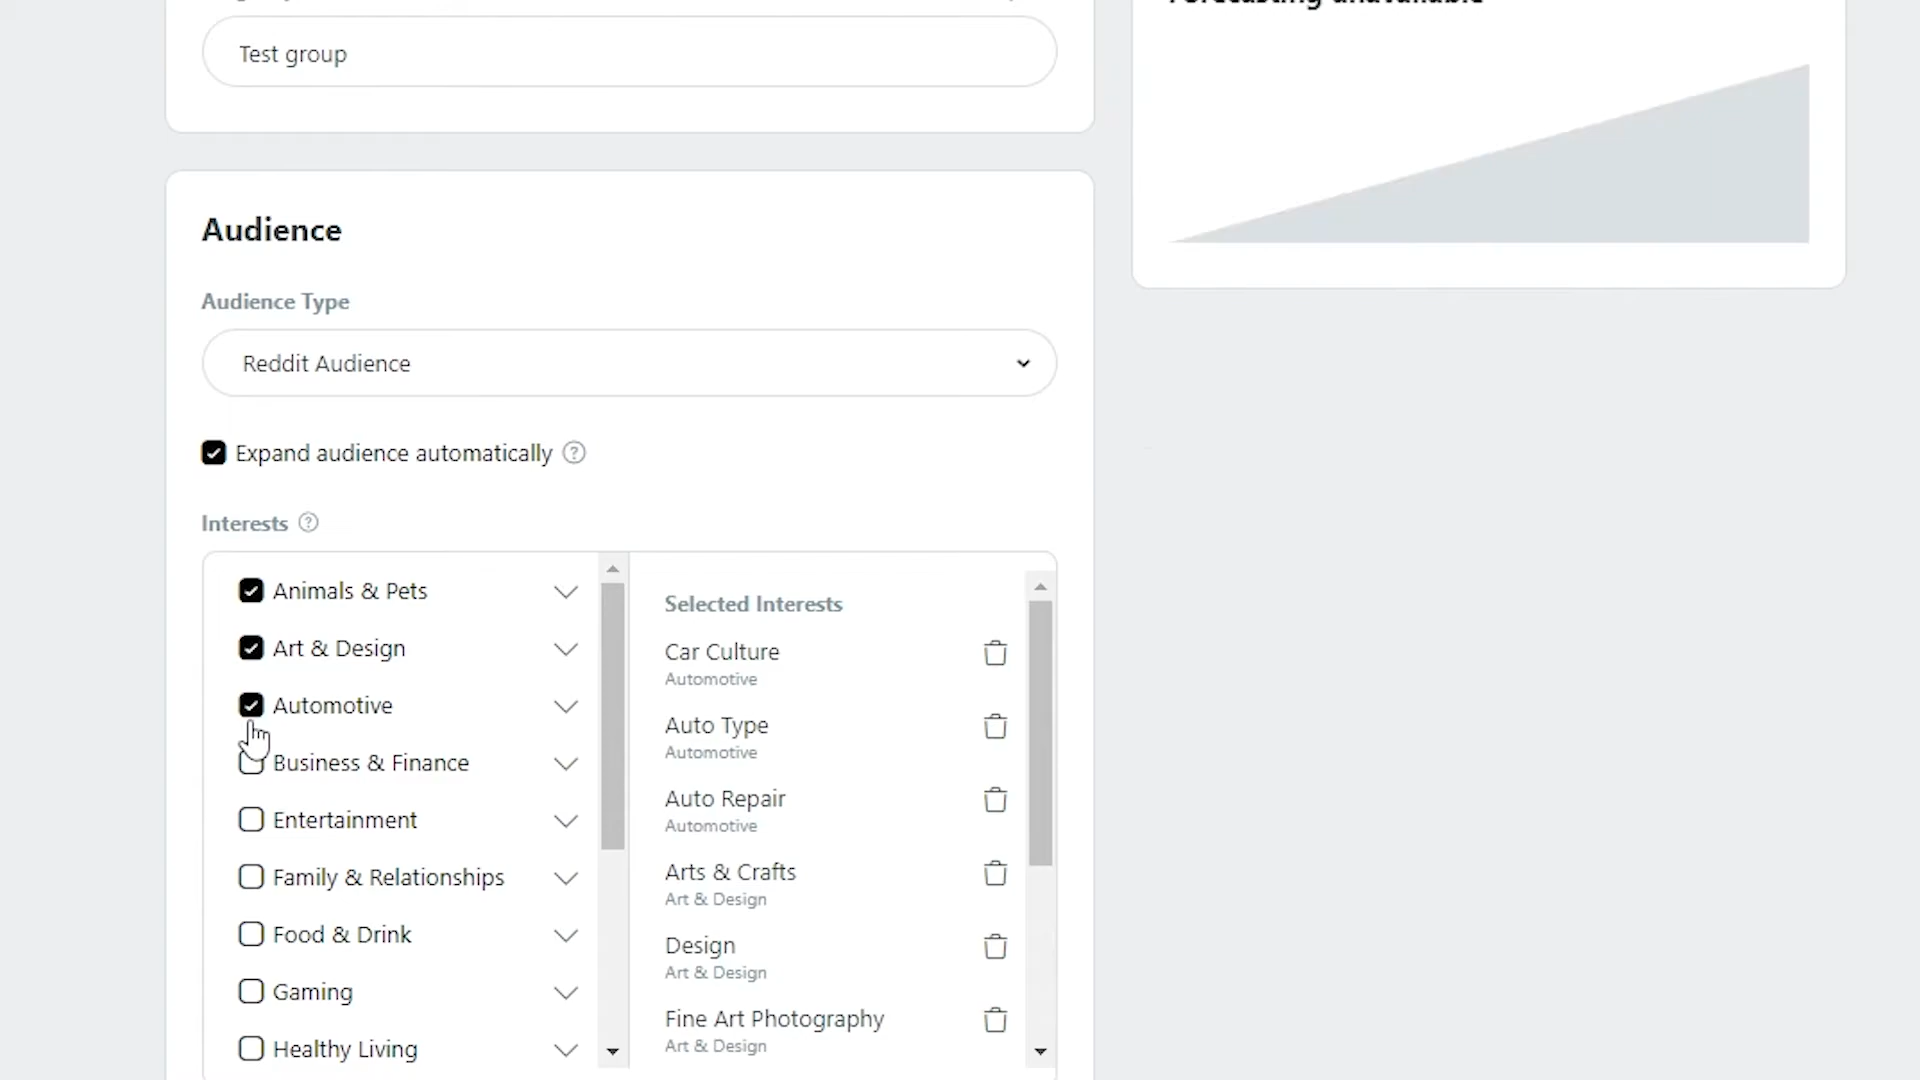 Forecasting unavailable
Test group
Audience
Audience Type
Reddit Audience
Expand audience automatically
Interests
Animals & Pets
Art & Design
Automotive
Business & Finance
Entertainment
Family & Relationships
Food & Drink
Gaming
Healthy Living
Selected Interests
Car Culture
Automotive
Auto Type
Automotive
Auto Repair
Automotive
Arts & Crafts
Art & Design
Design
Art & Design
Fine Art Photography
Art & Design